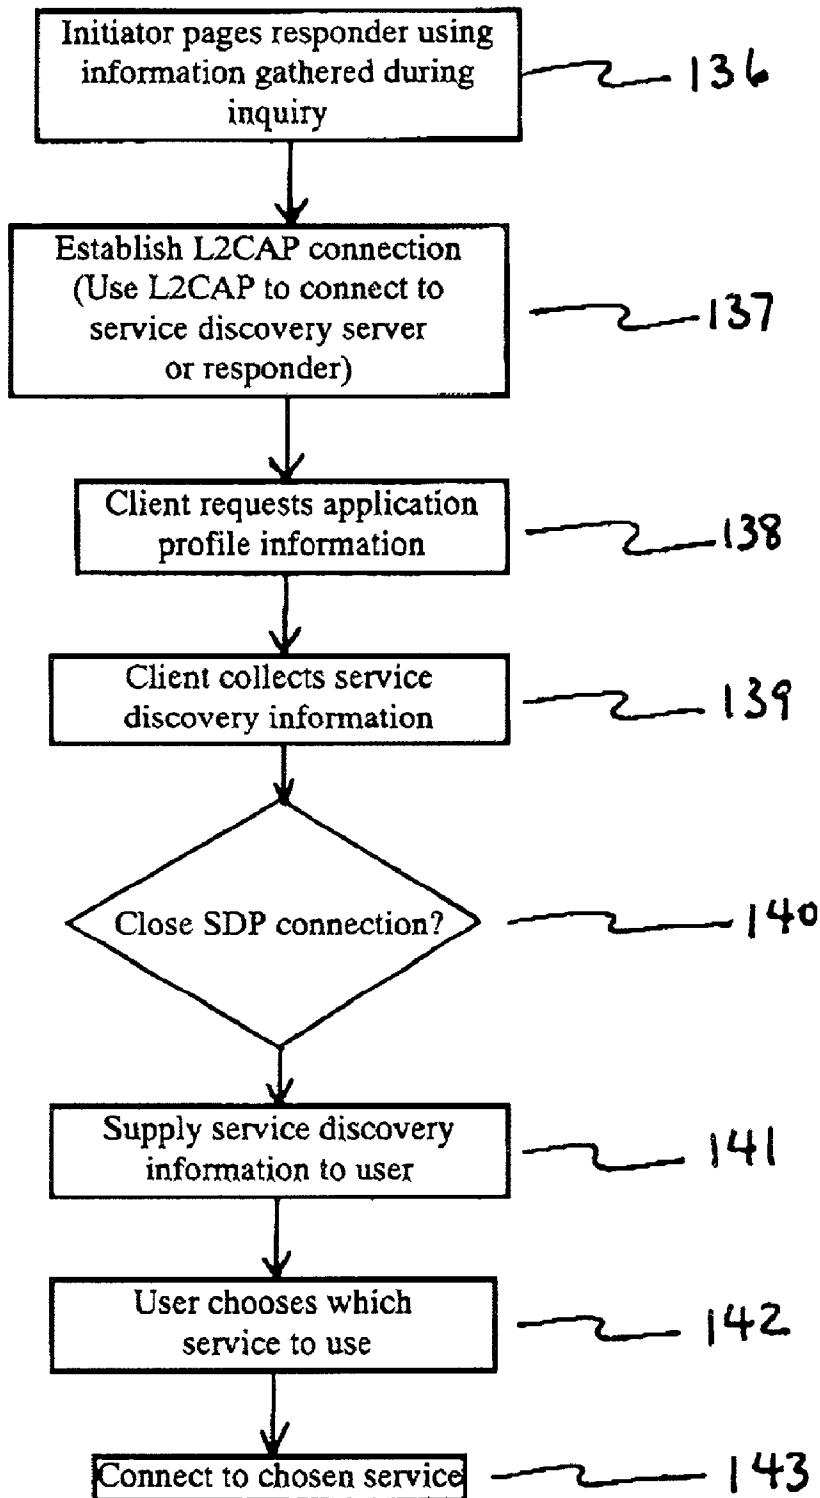 Initiator pages responder using
information gathered during
inquiry
136
Establish L2CAP connection
(Use L2CAP to connect to
service discovery server
or responder)
137
Client requests application
profile information
138
Client collects service
discovery information
139
Close SDP connection?
140
Supply service discovery
information to user
141
User chooses which
service to use
142
Connect to chosen service
143